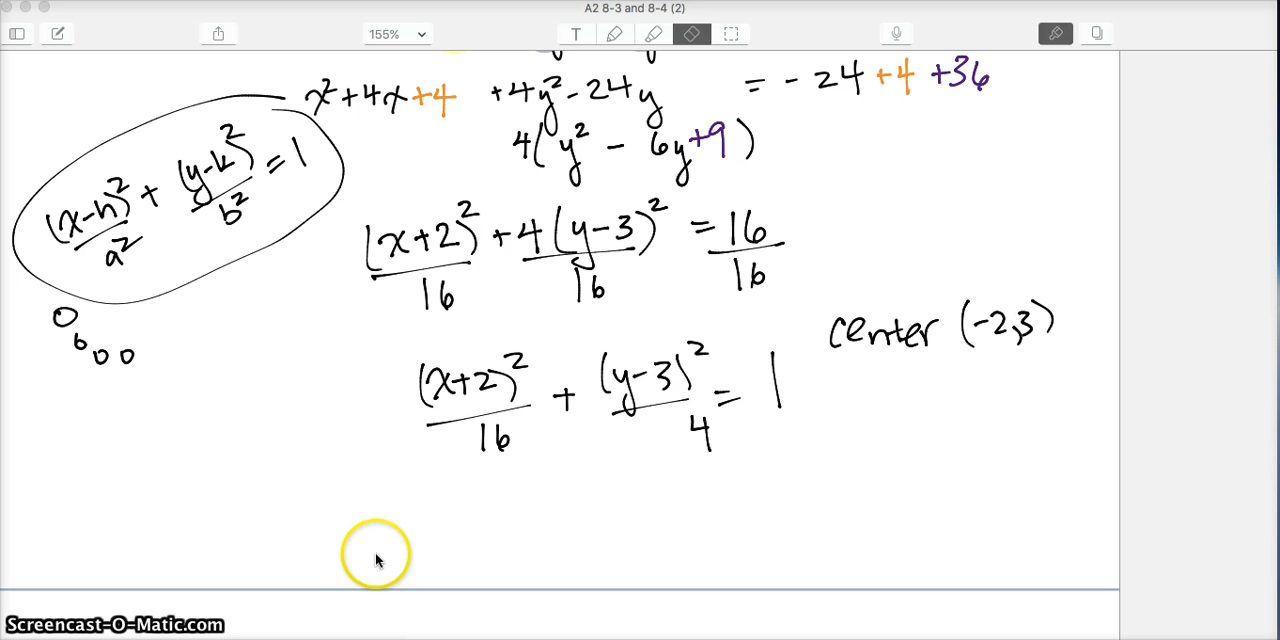 A2 8-3 and 8-4 (2)
155%
T
x²+4x+4 +4y²-24y = -24+4+36
4(y² - 6y+9)
(x-h)²/a² + (y-k)²/b² = 1
(x+2)²/16 + 4(y-3)²/16 = 16/16
center (-2,3)
(x+2)²/16 + (y-3)²/4 = 1
Screencast-O-Matic.com